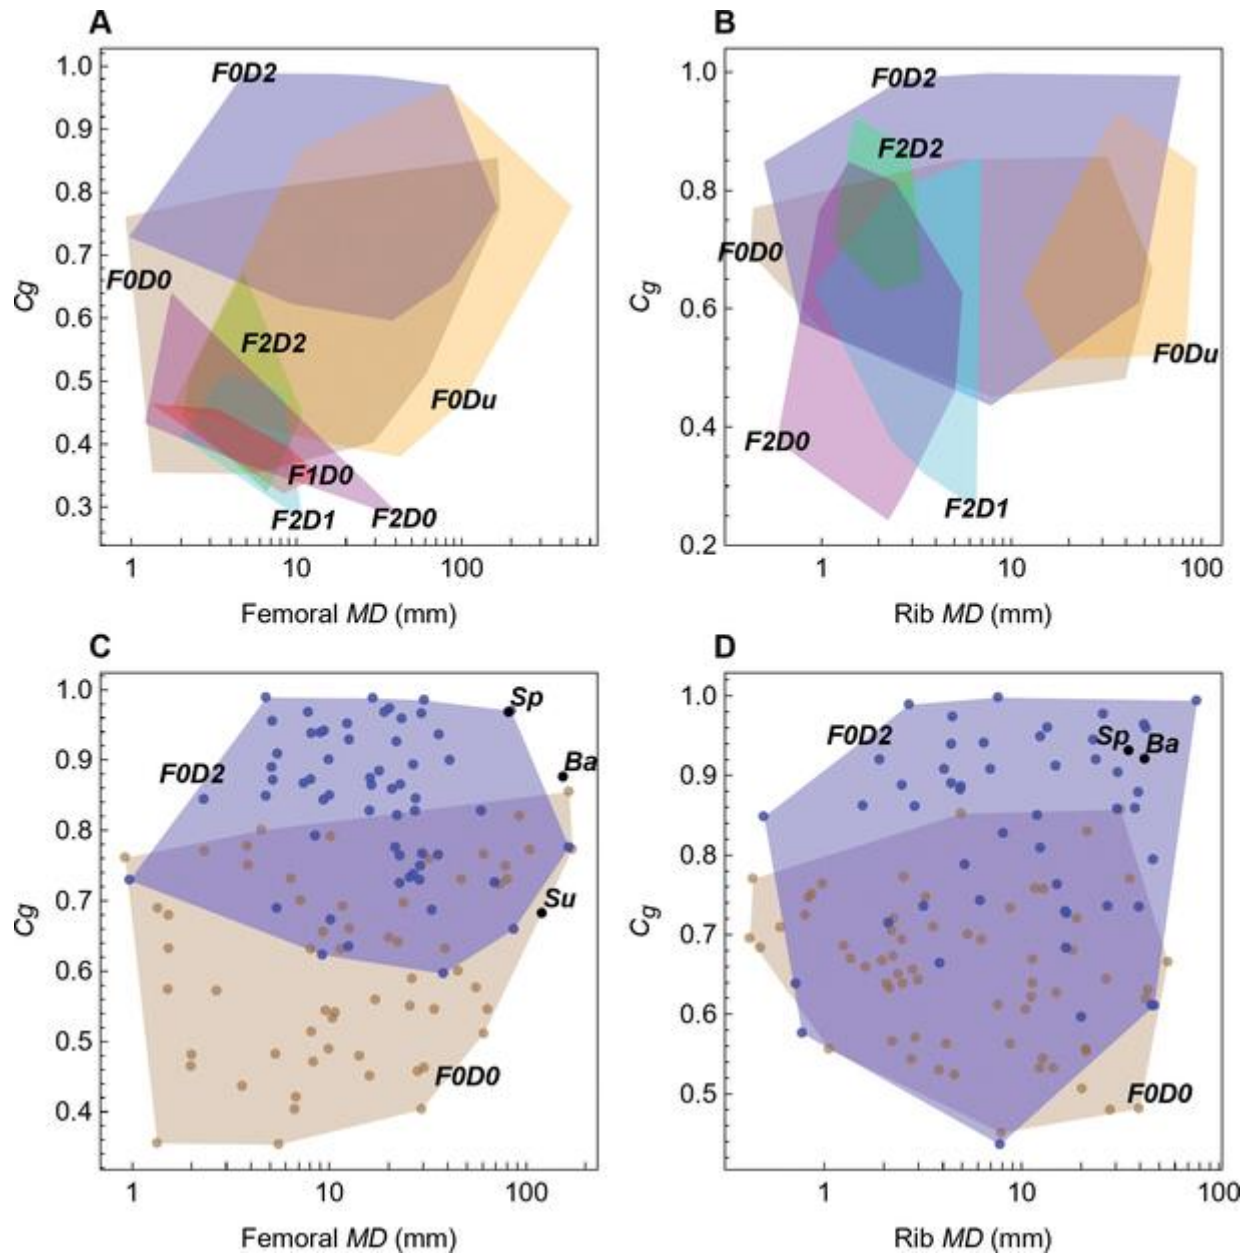 A
F0D2
F0D0
F2D2
F0Du
F1D0
F2D1
F2D0
1.0
0.9
0.8
0.7
0.6
0.5
0.4
0.3
Cg
1
10
100
Femoral MD (mm)
B
F0D2
F2D2
F0D0
F0Du
F2D0
F2D1
1.0
0.8
0.6
0.4
0.2
Cg
1
10
100
Rib MD (mm)
C
Sp
Ba
F0D2
Su
F0D0
1.0
0.9
0.8
0.7
0.6
0.5
0.4
Cg
1
10
100
Femoral MD (mm)
D
F0D2
Sp
Ba
F0D0
1.0
0.9
0.8
0.7
0.6
0.5
Cg
1
10
100
Rib MD (mm)